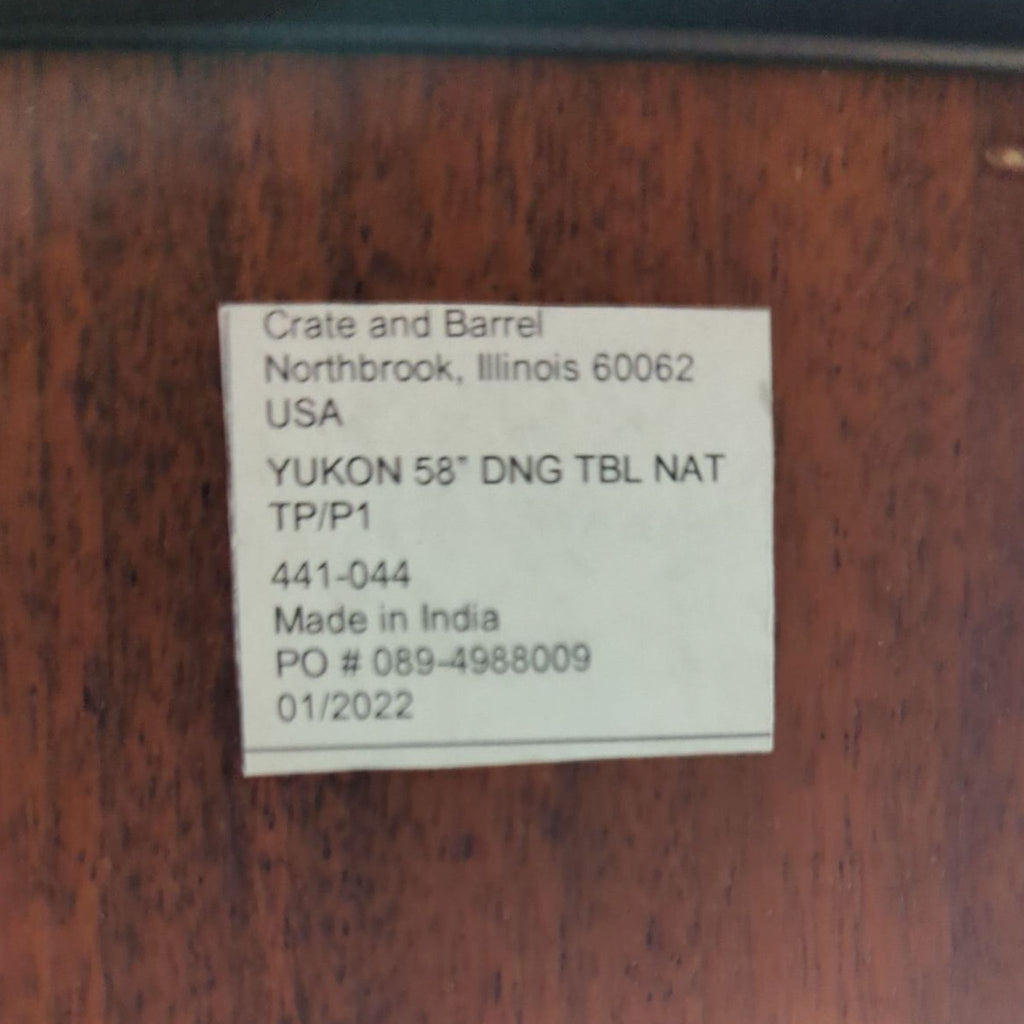 Crate and Barrel
Northbrook, Illinois 60062
USA
YUKON 58" DNG TBL NAT
TP/P1
441-044
Made in India
PO # 089-4988009
01/2022